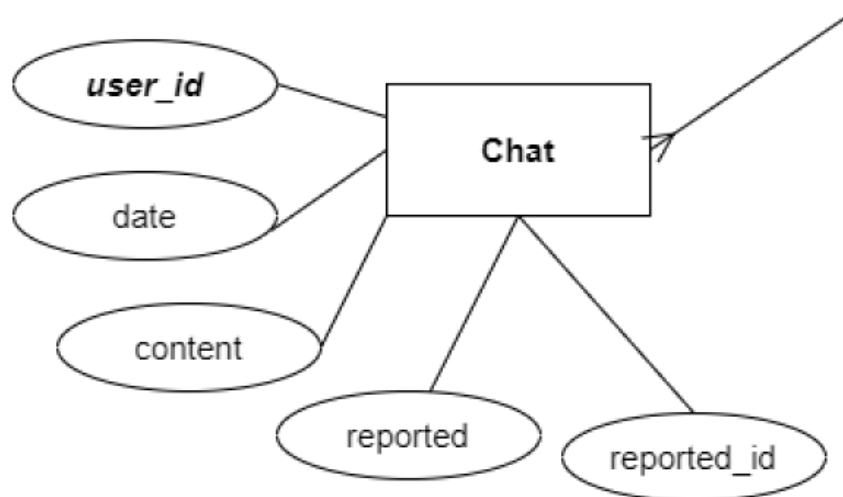 user_id
Chat
date
content
reported
reported_id